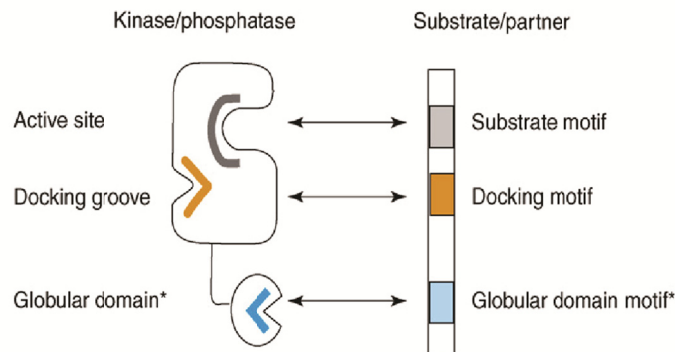 Kinase/phosphatase Substrate/partner
Active site Substrate motif
Docking groove Docking motif
Globular domain* Globular domain motif*